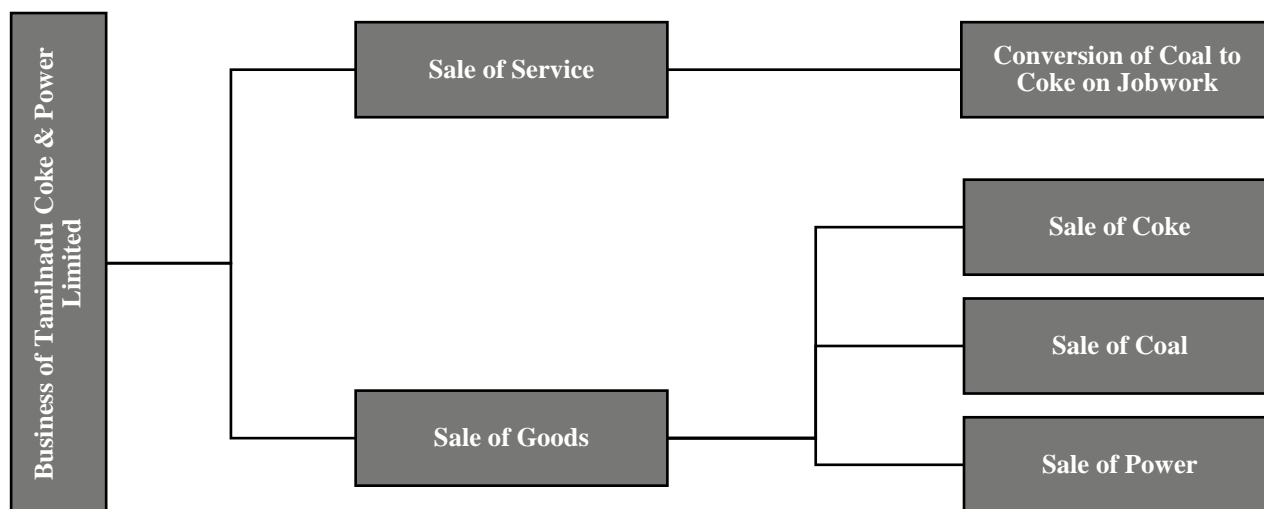 Business of Tamilnadu Coke & Power
Limited
Sale of Service
Conversion of Coal to
Coke on Jobwork
Sale of Coke
Sale of Coal
Sale of Goods
Sale of Power